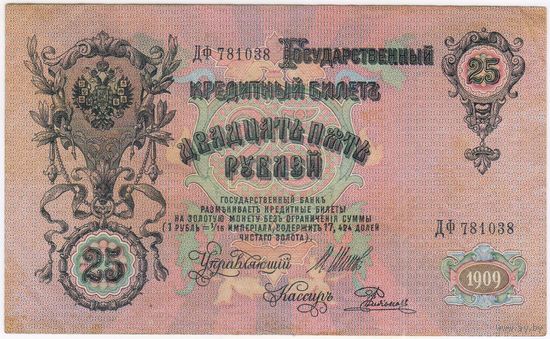 ДФ 781038 Государственный
25
Кредитный Билетъ
Двадцать пять
рублей
Государственный банкъ
размѣниваетъ кредитные билеты
на золотую монету безъ ограниченія суммы
(1 рубль = 1/15 имперіала, содержитъ 17,424 долей
чистаго золота).
ДФ 781038
Управляющій
25
Кассиръ
1909